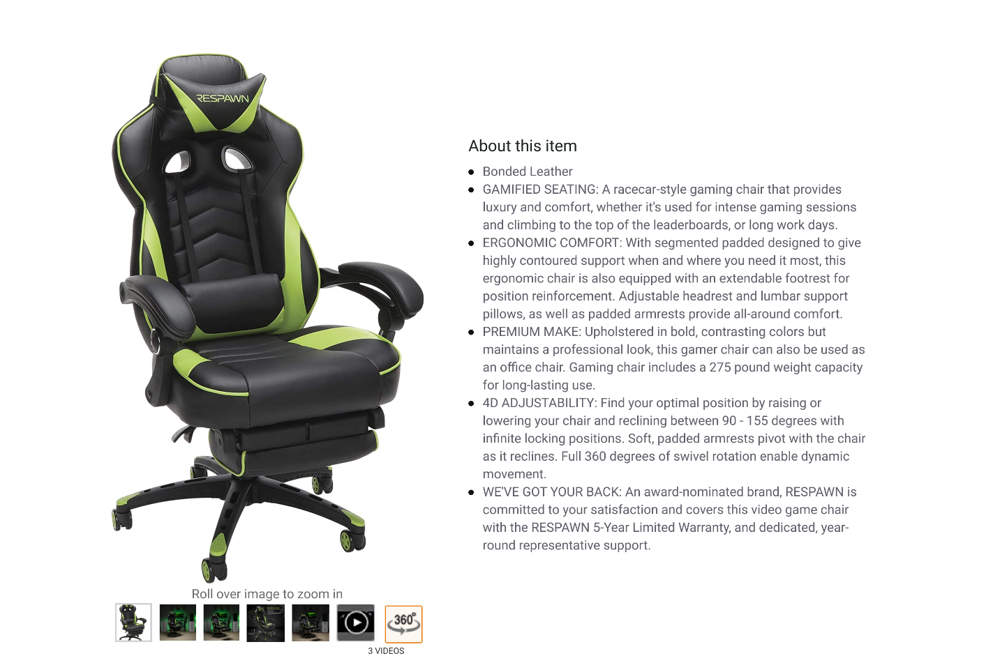 RESPAWN
About this item
Bonded Leather
GAMIFIED SEATING: A racecar-style gaming chair that provides
luxury and comfort, whether it's used for intense gaming sessions
and climbing to the top of the leaderboards, or long work days.
ERGONOMIC COMFORT: With segmented padded designed to give
highly contoured support when and where you need it most, this
ergonomic chair is also equipped with an extendable footrest for
position reinforcement. Adjustable headrest and lumbar support
pillows, as well as padded armrests provide all-around comfort.
PREMIUM MAKE: Upholstered in bold, contrasting colors but
maintains a professional look, this gamer chair can also be used as
an office chair. Gaming chair includes a 275 pound weight capacity
for long-lasting use.
4D ADJUSTABILITY: Find your optimal position by raising or
lowering your chair and reclining between 90 - 155 degrees with
infinite locking positions. Soft, padded armrests pivot with the chair
as it reclines. Full 360 degrees of swivel rotation enable dynamic
movement.
WE'VE GOT YOUR BACK: An award-nominated brand, RESPAWN is
committed to your satisfaction and covers this video game chair
with the RESPAWN 5-Year Limited Warranty, and dedicated, year-
round representative support.
Roll over image to zoom in
360°
3 VIDEOS